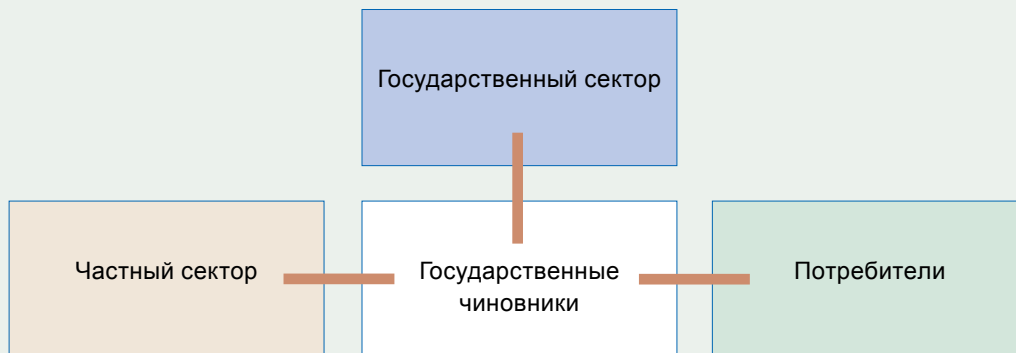 Государственный сектор
Частный сектор
Государственные
чиновники
Потребители